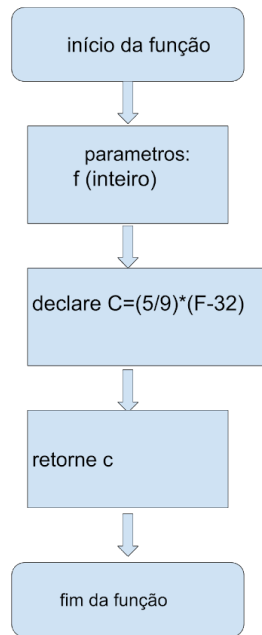 início da função
parametros:
f (inteiro)
declare C=(5/9)*(F-32)
retorne c
fim da função